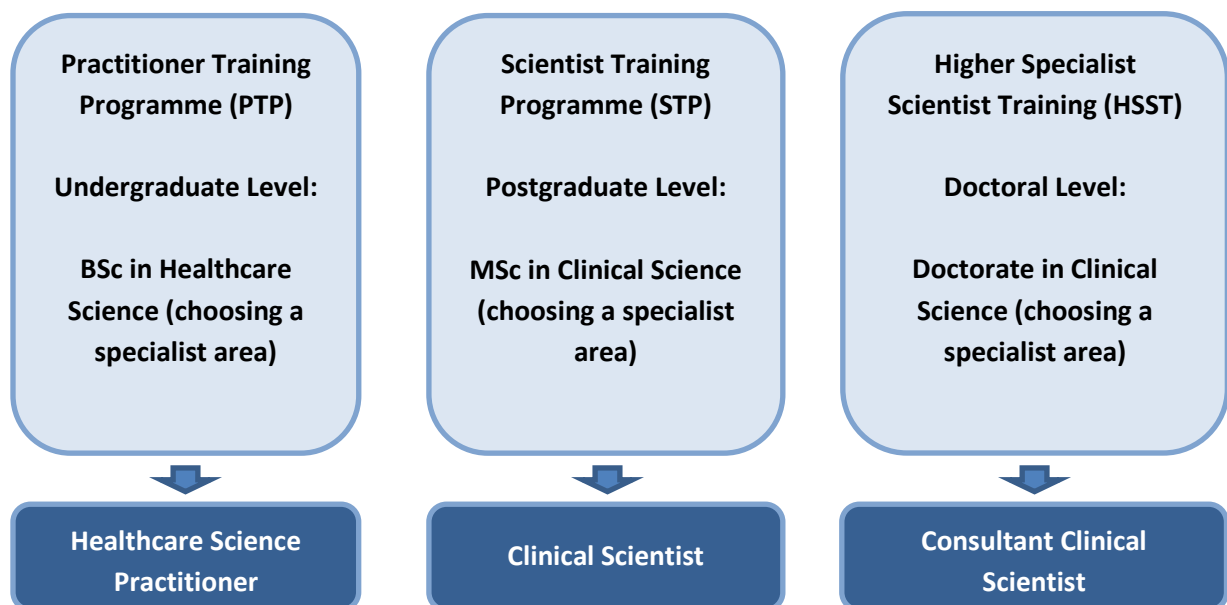 Practitioner Training
Programme (PTP)
Undergraduate Level:
BSc in Healthcare
Science (choosing a
specialist area)
Healthcare Science
Practitioner
Scientist Training
Programme (STP)
Postgraduate Level:
MSc in Clinical Science
(choosing a specialist
area)
Clinical Scientist
Higher Specialist
Scientist Training (HSST)
Doctoral Level:
Doctorate in Clinical
Science (choosing a
specialist area)
Consultant Clinical
Scientist